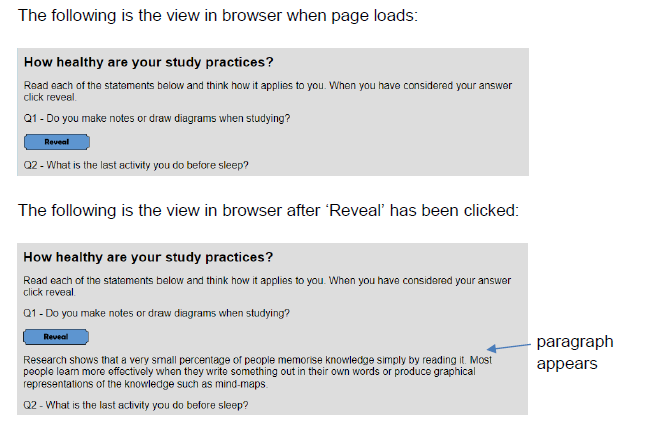 The following is the view in browser when page loads:
How healthy are your study practices?
Read each of the statements below and think how it applies to you. When you have considered your answer
click reveal.
Q1 - Do you make notes or draw diagrams when studying?
Reveal
Q2 - What is the last activity you do before sleep?
The following is the view in browser after ‘Reveal’ has been clicked:
How healthy are your study practices?
Read each of the statements below and think how it applies to you. When you have considered your answer
click reveal.
Q1 - Do you make notes or draw diagrams when studying?
Reveal
Research shows that a very small percentage of people memorise knowledge simply by reading it. Most
people learn more effectively when they write something out in their own words or produce graphical
representations of the knowledge such as mind-maps.
Q2 - What is the last activity you do before sleep?
paragraph
appears